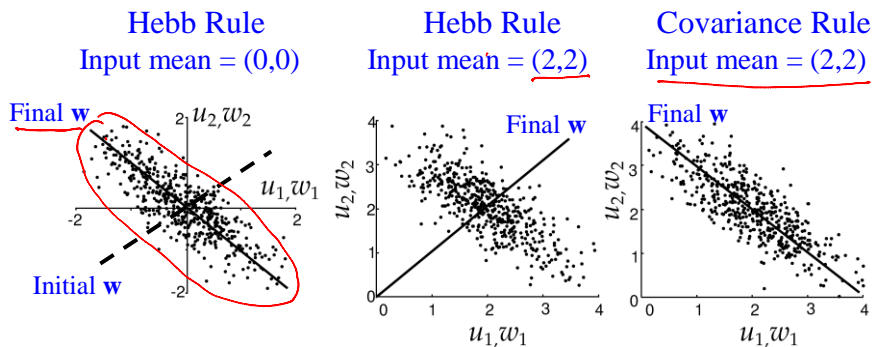 Hebb Rule
Input mean = (0,0)
Final w
2
u₂,w₂
u₁,w₁
-2
2
Initial w
-2
Hebb Rule
Input mean = (2,2)
Final w
4
3
2
1
0
u₂,w₂
0 1 2 3 4
u₁,w₁
Covariance Rule
Input mean = (2,2)
Final w
4
3
2
1
0
u₂,w₂
0 1 2 3 4
u₁,w₁